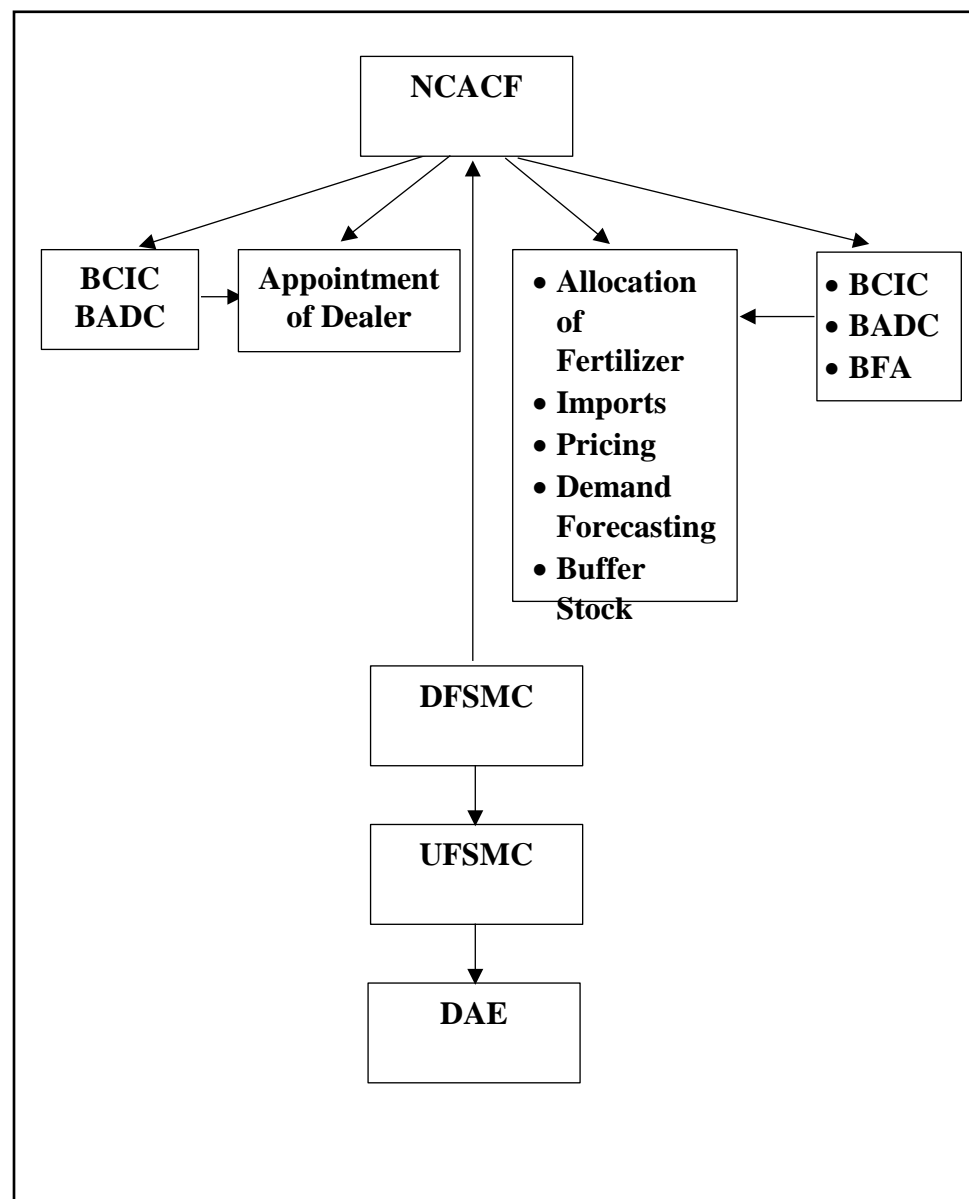 NCACF
BCIC
BADC
Appointment
of Dealer
• Allocation
of
Fertilizer
• Imports
• Pricing
• Demand
Forecasting
• Buffer
Stock
• BCIC
• BADC
• BFA
DFSMC
UFSMC
DAE